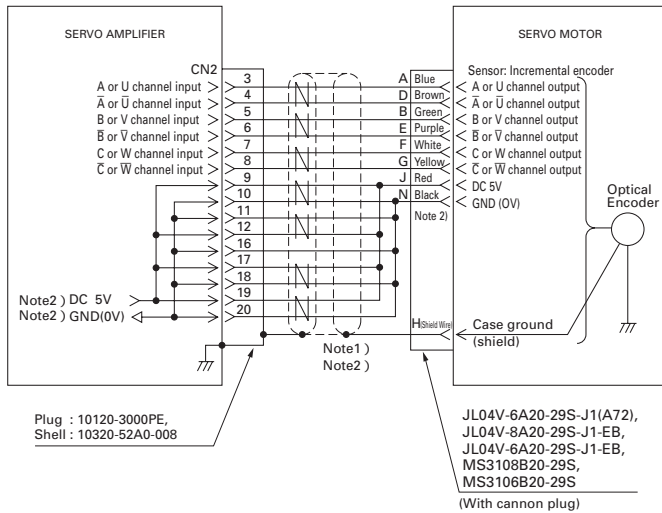 SERVO AMPLIFIER
SERVO MOTOR
CN2
Sensor: Incremental encoder
A or U channel input 3 A Blue A or U channel output
A̅ or U̅ channel input 4 D Brown A̅ or U̅ channel output
B or V channel input 5 B Green B or V channel output
B̅ or V̅ channel input 6 E Purple B̅ or V̅ channel output
C or W channel input 7 F White C or W channel output
C̅ or W̅ channel input 8 G Yellow C̅ or W̅ channel output
9 J Red DC 5V
10 N Black GND (OV)
11 Note 2)
12
16
17
18
19
20
Optical
Encoder
Note2 ) DC 5V
Note2 ) GND(0V)
H(Shield Wire) Case ground
(shield)
Note1 )
Note2 )
Plug : 10120-3000PE,
Shell : 10320-52A0-008
JL04V-6A20-29S-J1(A72),
JL04V-8A20-29S-J1-EB,
JL04V-6A20-29S-J1-EB,
MS3108B20-29S,
MS3106B20-29S
(With cannon plug)